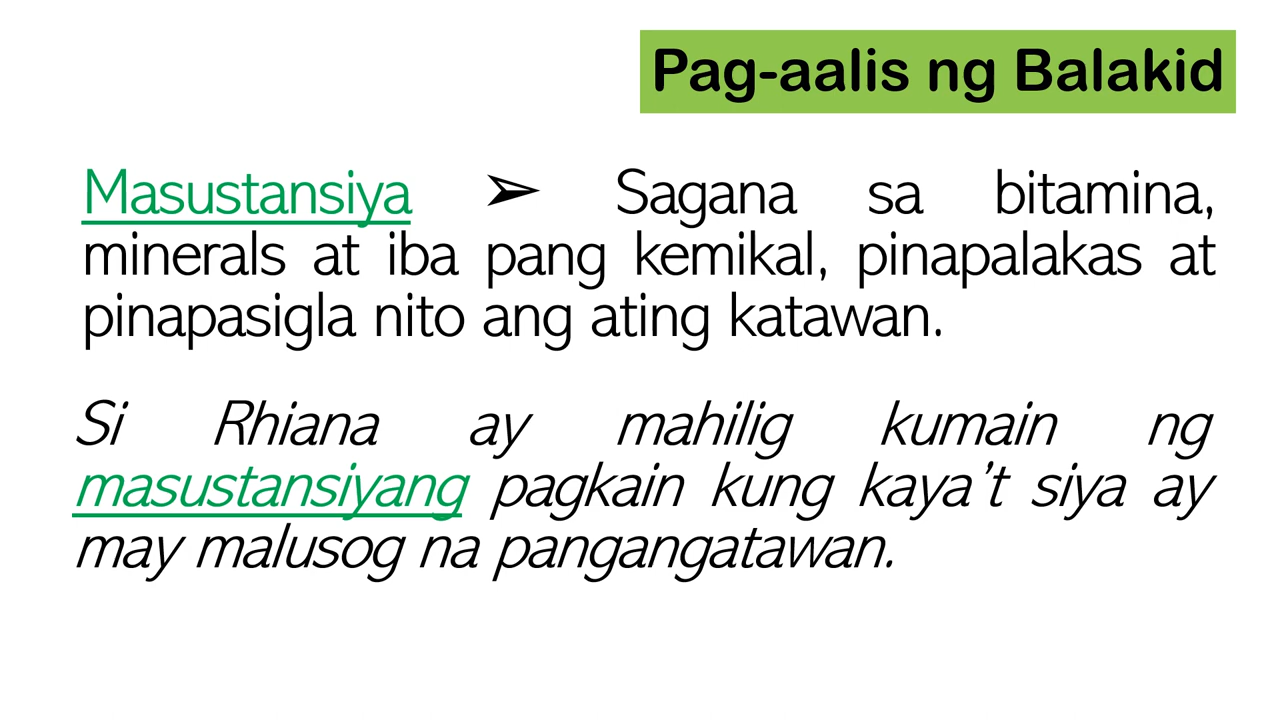 Pag-aalis ng Balakid
Masustansiya ➢ Sagana sa bitamina,
minerals at iba pang kemikal, pinapalakas at
pinapasigla nito ang ating katawan.
Si Rhiana ay mahilig kumain ng
masustansiyang pagkain kung kaya’t siya ay
may malusog na pangangatawan.